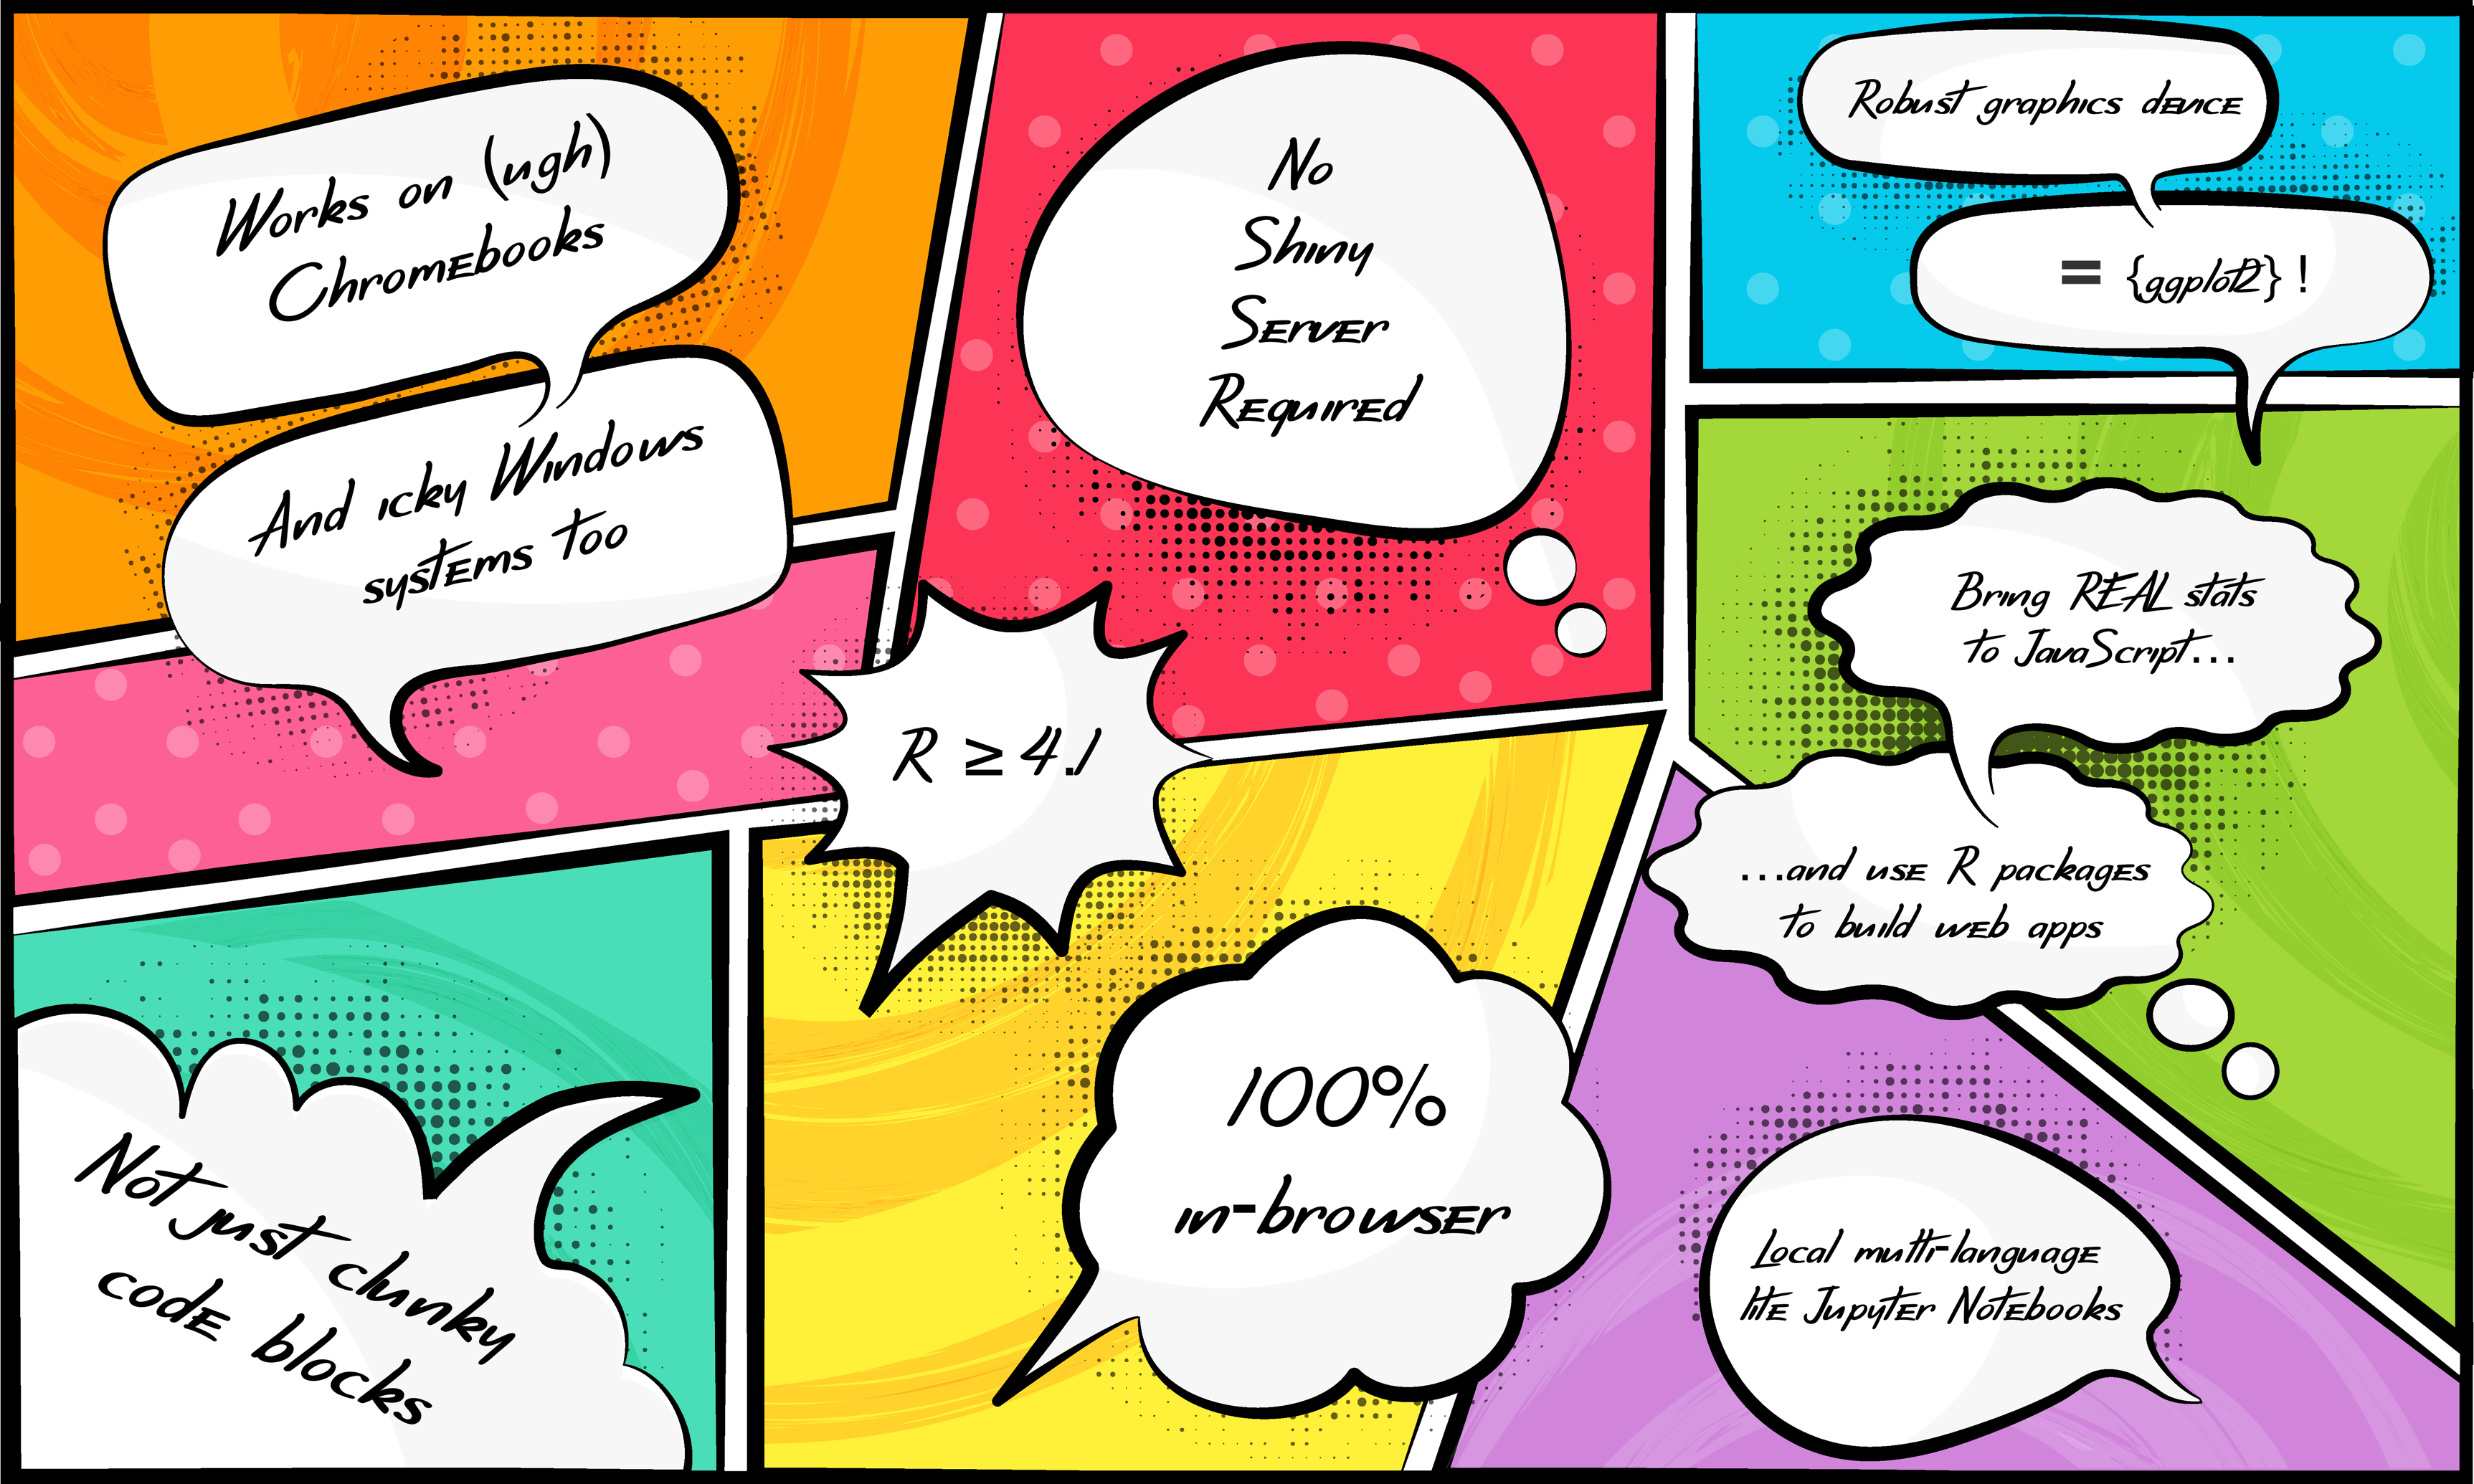 Works on (ugh)
Chromebooks
And icky Windows
systems too
No
Shiny
Server
Required
Robust graphics device
= {ggplot2} !
Bring REAL stats
to JavaScript...
...and use R packages
to build web apps
R ≥ 4.1
Not just clunky
code blocks
100%
in-browser
Local multi-language
lite Jupyter Notebooks